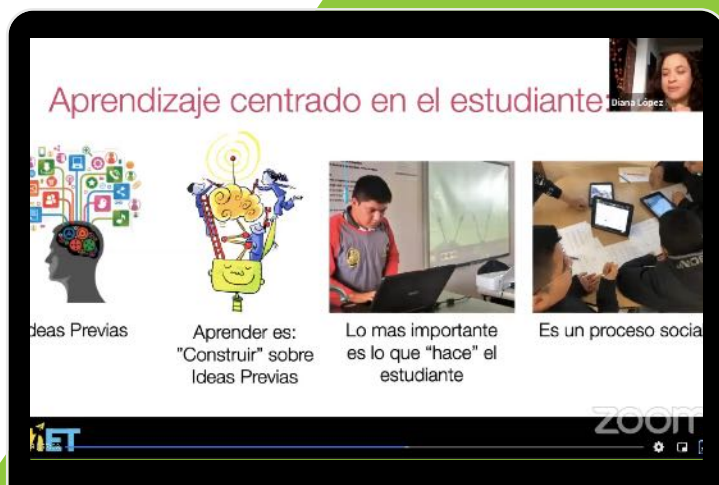 Aprendizaje centrado en el estudiante:
Diana López
deas Previas
Aprender es:
"Construir" sobre
Ideas Previas
Lo mas importante
es lo que "hace" el
estudiante
Es un proceso socia
zoom
ET